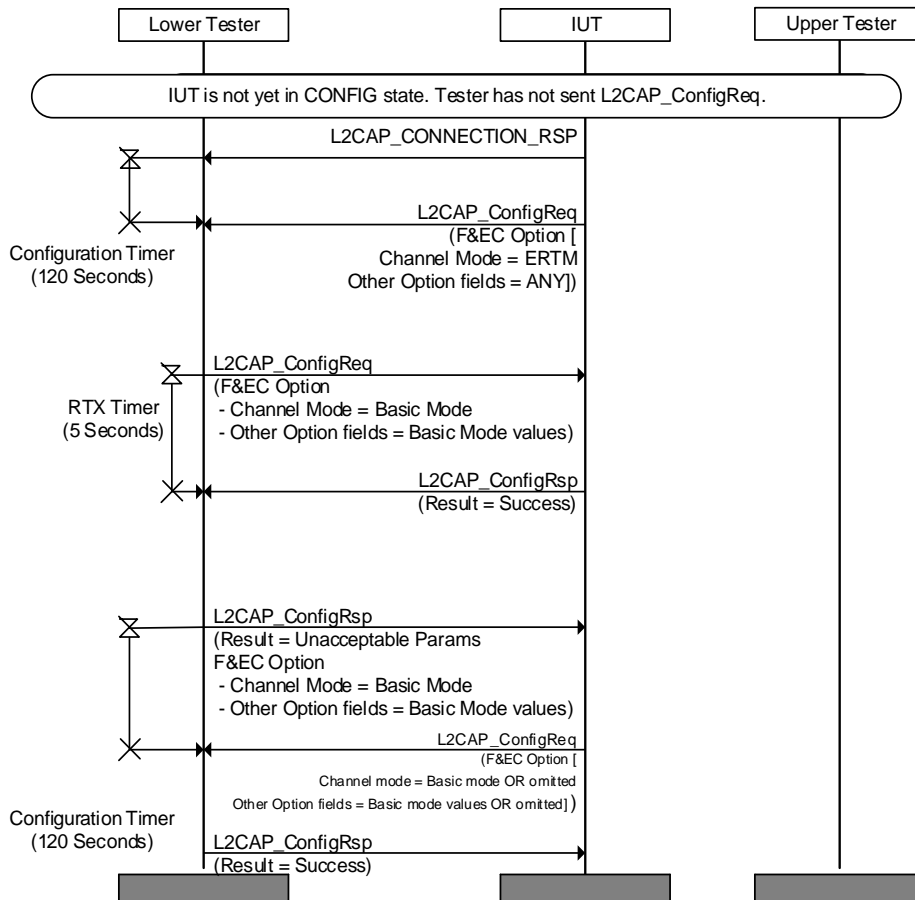 Lower Tester
IUT
Upper Tester
IUT is not yet in CONFIG state. Tester has not sent L2CAP_ConfigReq.
L2CAP_CONNECTION_RSP
L2CAP_ConfigReq
(F&EC Option [
Channel Mode = ERTM
Other Option fields = ANY])
Configuration Timer
(120 Seconds)
L2CAP_ConfigReq
(F&EC Option
- Channel Mode = Basic Mode
- Other Option fields = Basic Mode values)
RTX Timer
(5 Seconds)
L2CAP_ConfigRsp
(Result = Success)
L2CAP_ConfigRsp
(Result = Unacceptable Params
F&EC Option
- Channel Mode = Basic Mode
- Other Option fields = Basic Mode values)
L2CAP_ConfigReq
(F&EC Option [
Channel mode = Basic mode OR omitted
Other Option fields = Basic mode values OR omitted])
Configuration Timer
(120 Seconds)
L2CAP_ConfigRsp
(Result = Success)